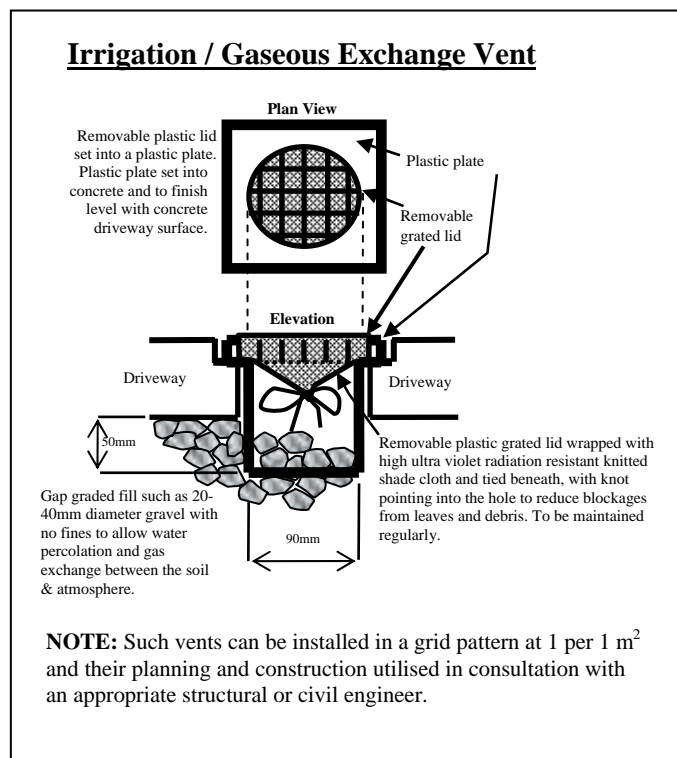 Irrigation / Gaseous Exchange Vent
Plan View
Removable plastic lid
set into a plastic plate.
Plastic plate set into
concrete and to finish
level with concrete
driveway surface.
Plastic plate
Removable
grated lid
Elevation
Driveway
Driveway
50mm
Removable plastic grated lid wrapped with
high ultra violet radiation resistant knitted
shade cloth and tied beneath, with knot
pointing into the hole to reduce blockages
from leaves and debris. To be maintained
regularly.
Gap graded fill such as 20-
40mm diameter gravel with
no fines to allow water
percolation and gas
exchange between the soil
& atmosphere.
90mm
NOTE: Such vents can be installed in a grid pattern at 1 per 1 m²
and their planning and construction utilised in consultation with
an appropriate structural or civil engineer.